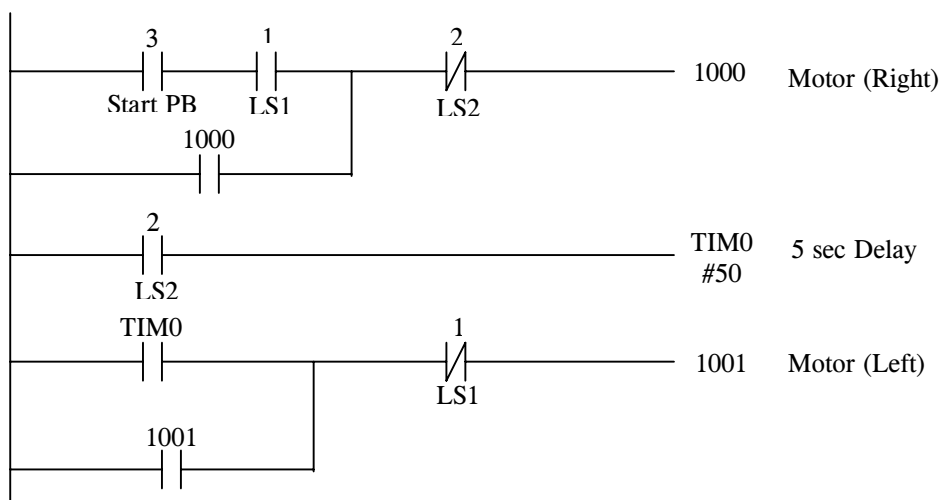 3 1 2
1000 Motor (Right)
Start PB LS1 LS2
1000
2
TIM0 5 sec Delay
#50
LS2
TIM0 1
1001 Motor (Left)
LS1
1001